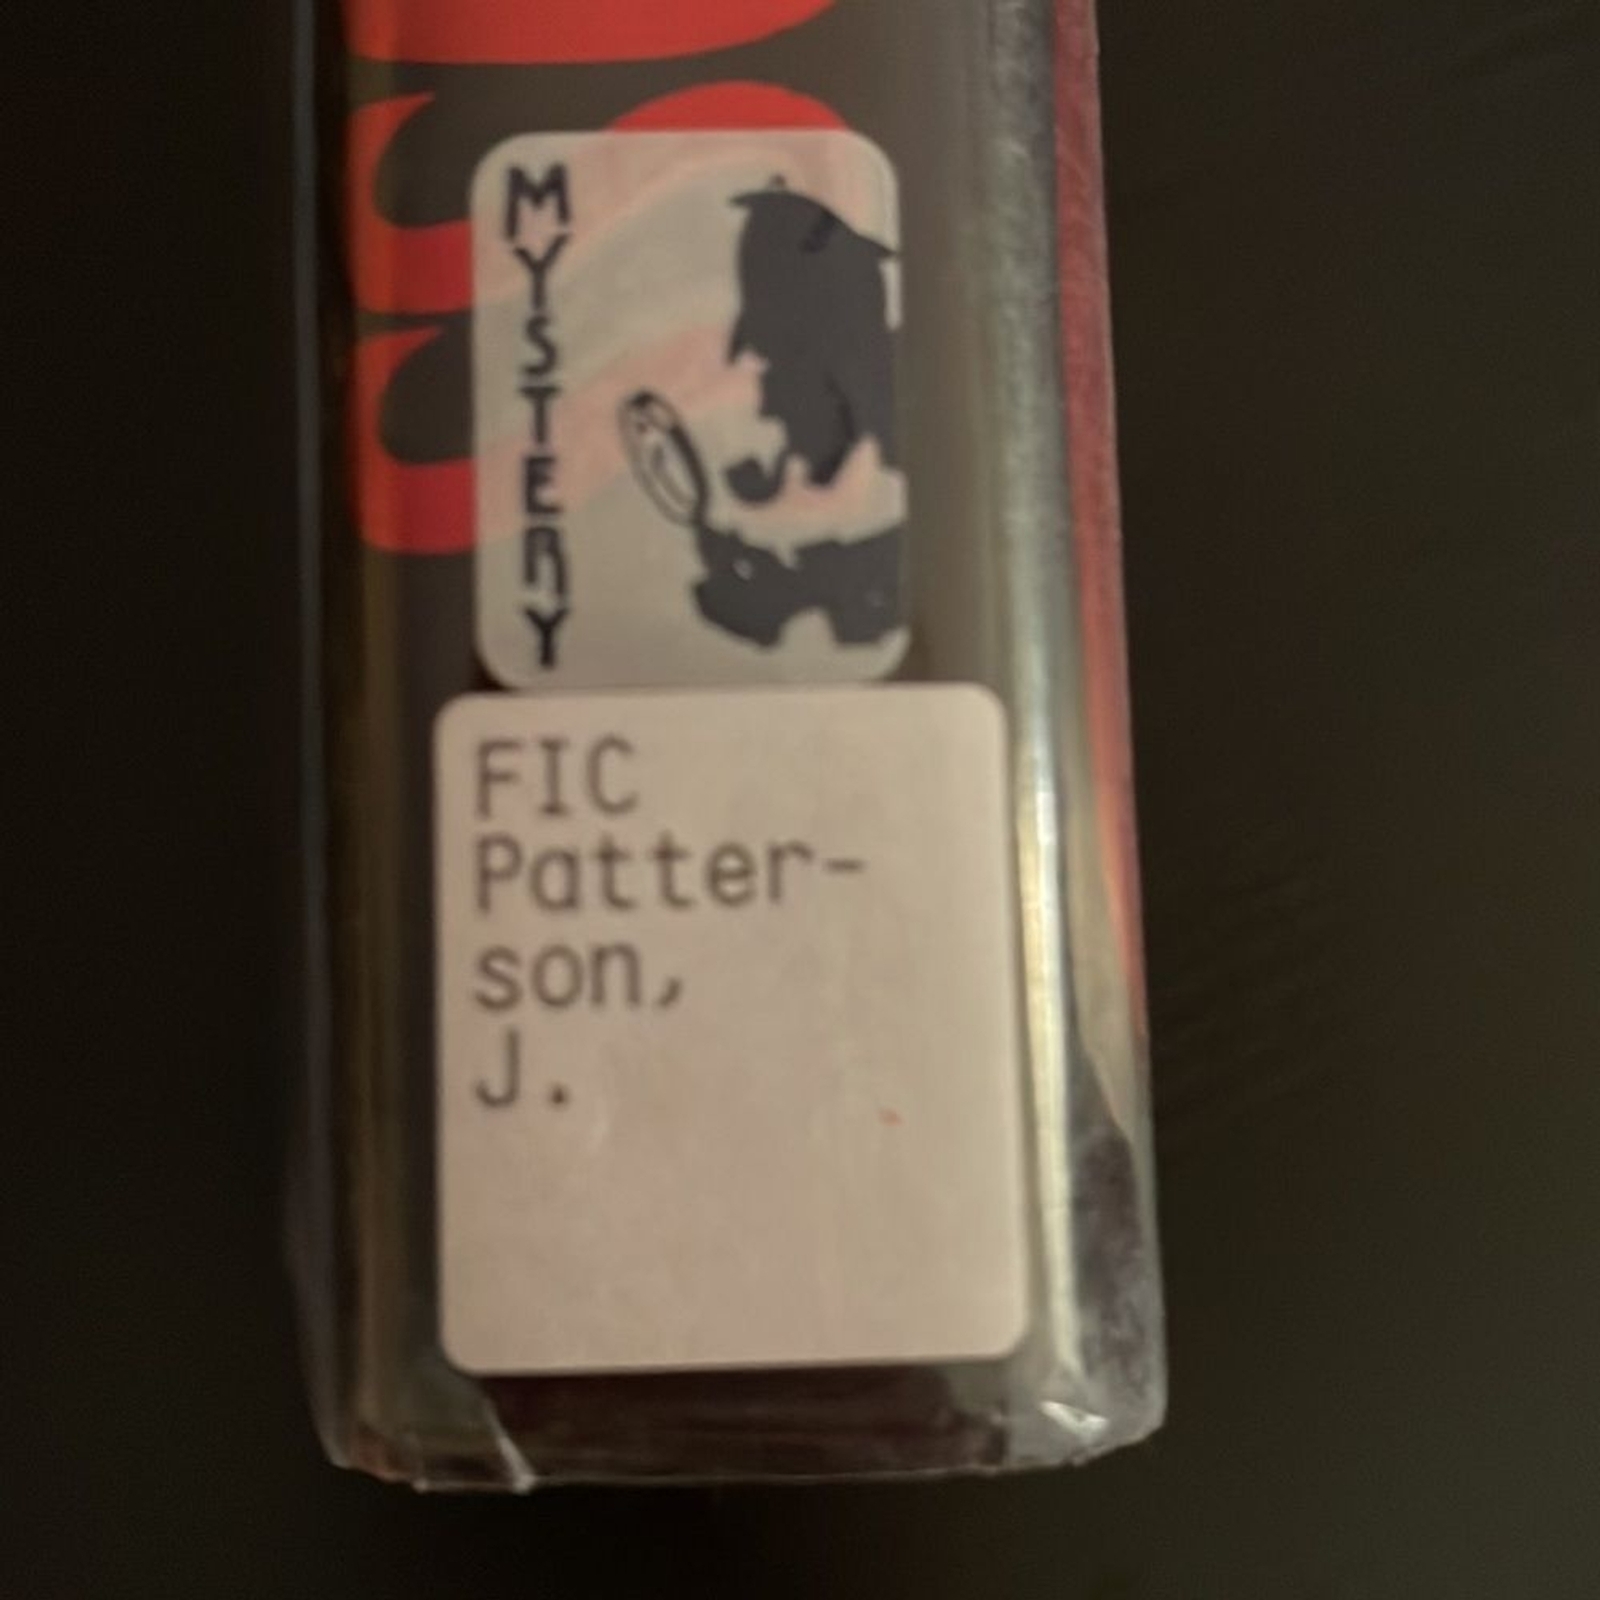 MYSTERY
FIC
Patter-
son,
J.